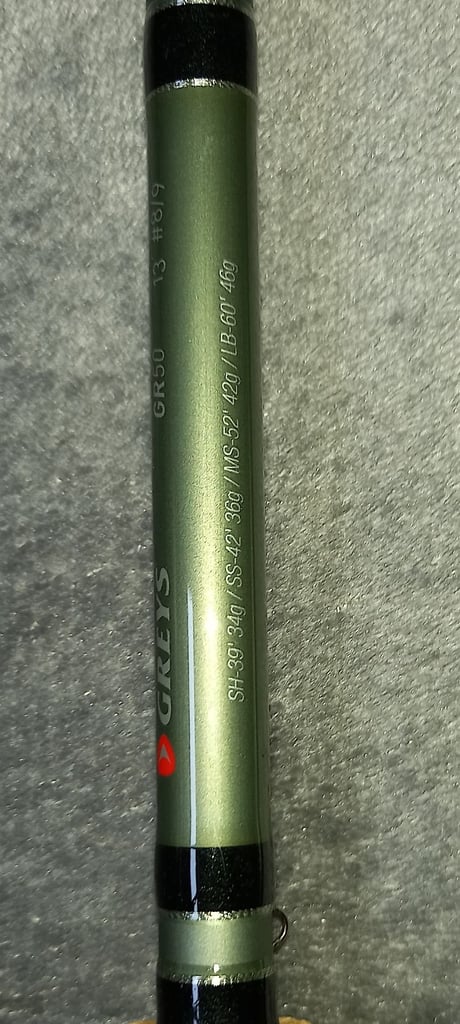 GREYS GR50 13 #8/9
SH-39' 34g / SS-42' 36g / MS-52' 42g / LB-60' 46g